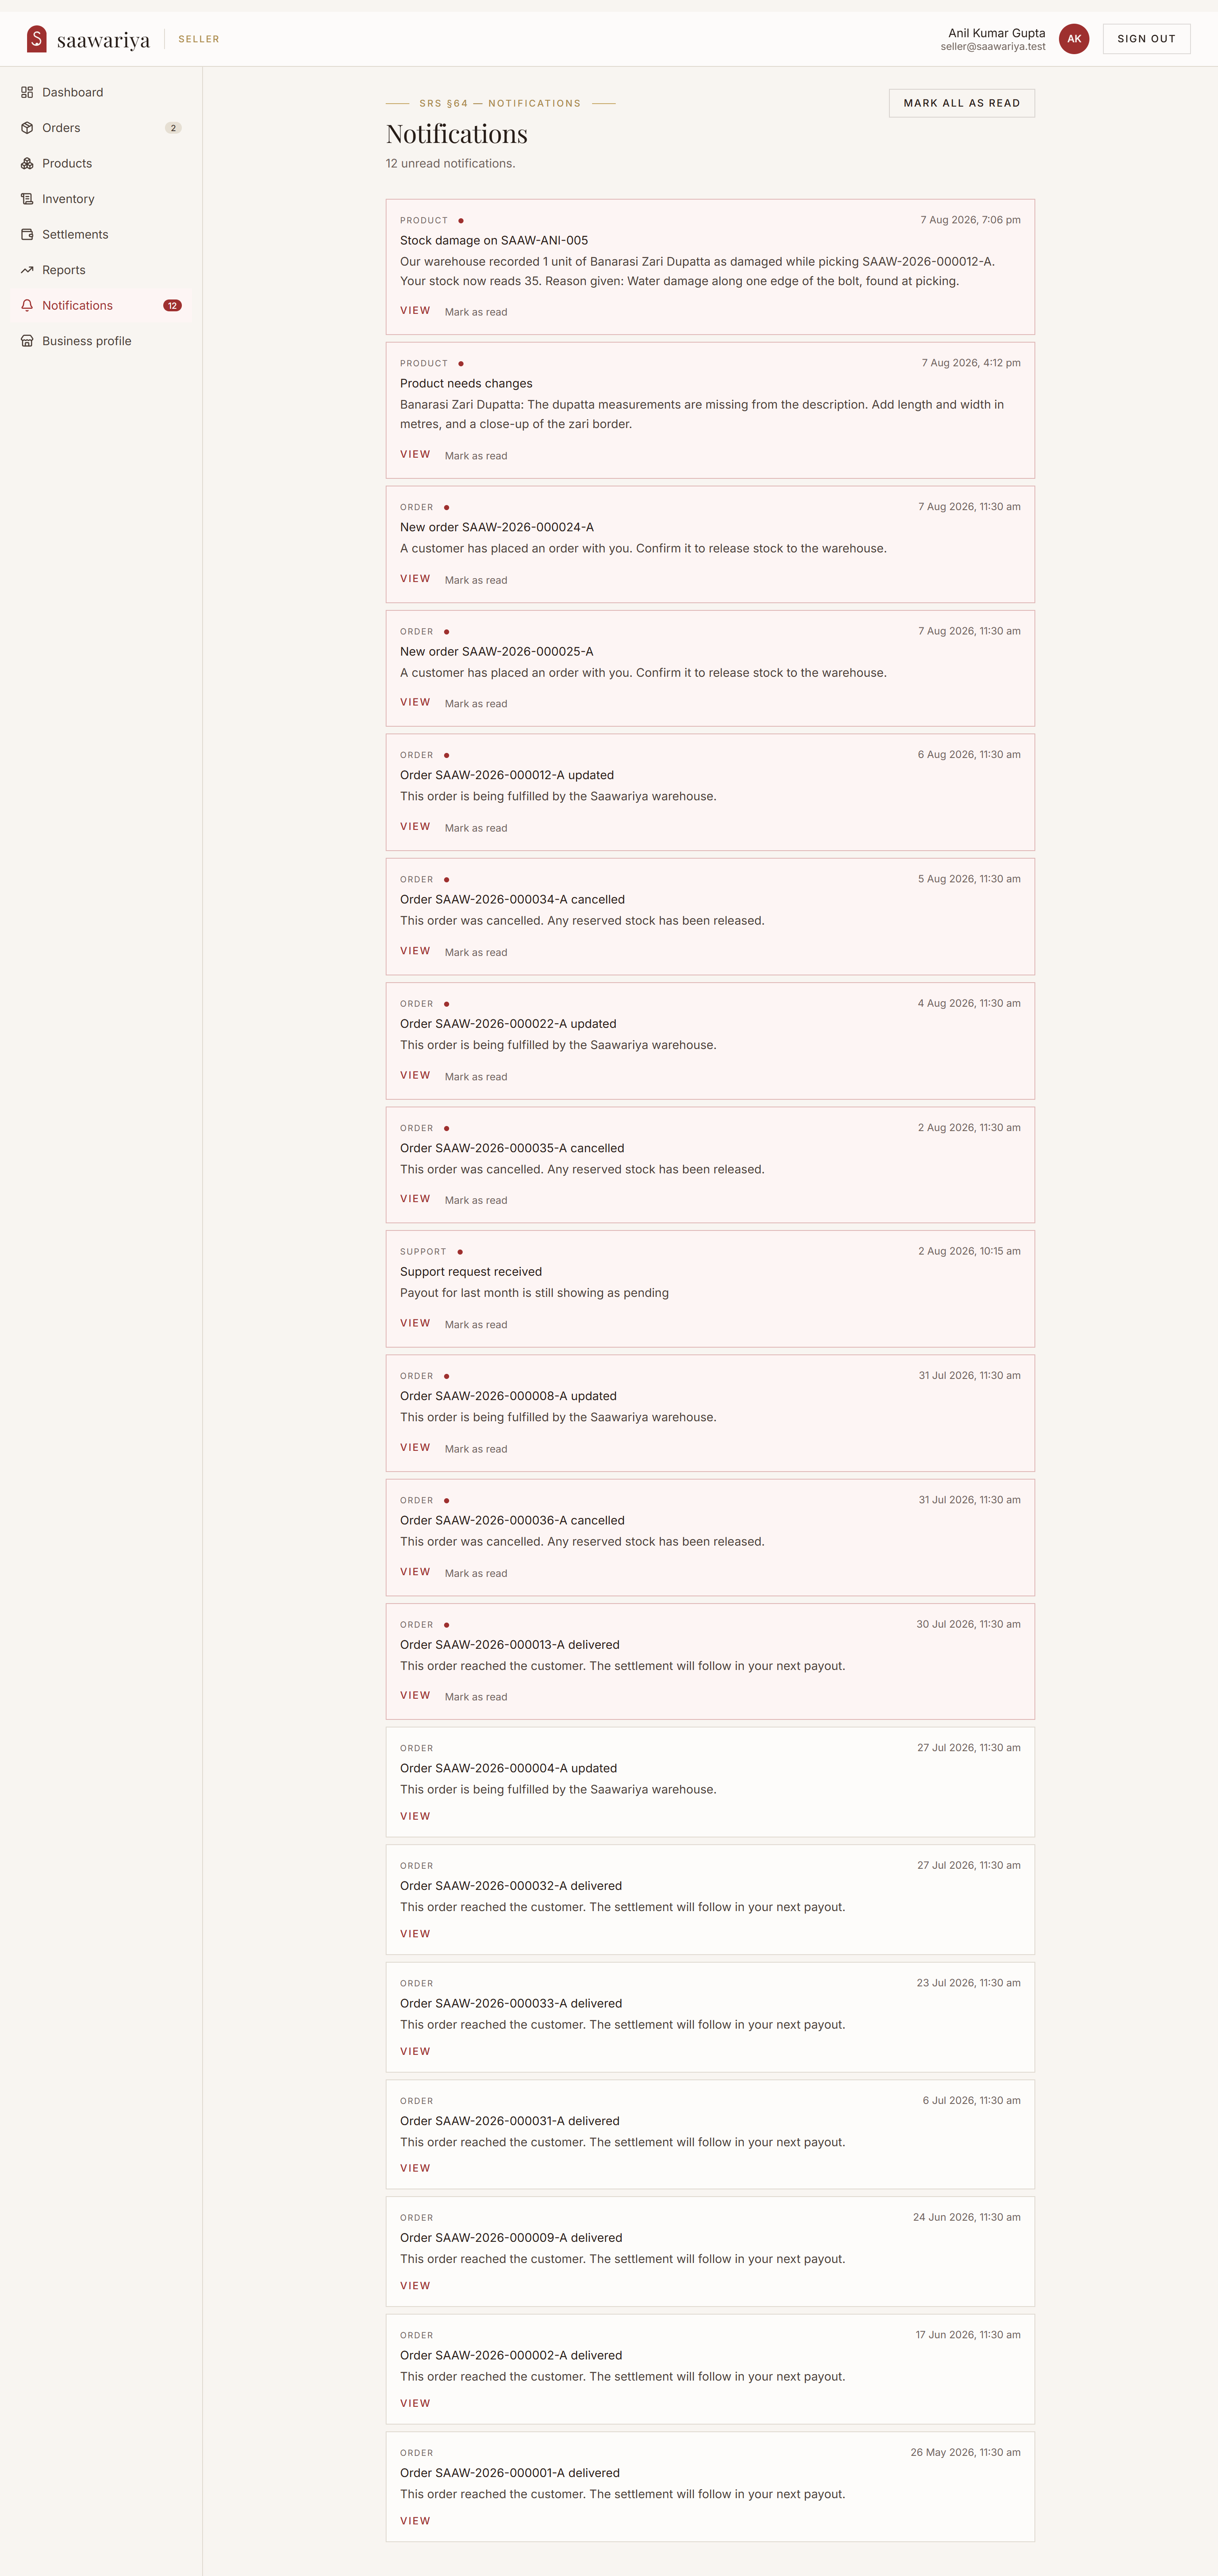 saawariya
SELLER
Anil Kumar Gupta
seller@saawariya.test
AK
SIGN OUT
Dashboard
Orders 2
Products
Inventory
Settlements
Reports
Notifications 12
Business profile
SRS §64 — NOTIFICATIONS
MARK ALL AS READ
Notifications
12 unread notifications.
PRODUCT 7 Aug 2026, 7:06 pm
Stock damage on SAAW-ANI-005
Our warehouse recorded 1 unit of Banarasi Zari Dupatta as damaged while picking SAAW-2026-000012-A.
Your stock now reads 35. Reason given: Water damage along one edge of the bolt, found at picking.
VIEW Mark as read
PRODUCT 7 Aug 2026, 4:12 pm
Product needs changes
Banarasi Zari Dupatta: The dupatta measurements are missing from the description. Add length and width in
metres, and a close-up of the zari border.
VIEW Mark as read
ORDER 7 Aug 2026, 11:30 am
New order SAAW-2026-000024-A
A customer has placed an order with you. Confirm it to release stock to the warehouse.
VIEW Mark as read
ORDER 7 Aug 2026, 11:30 am
New order SAAW-2026-000025-A
A customer has placed an order with you. Confirm it to release stock to the warehouse.
VIEW Mark as read
ORDER 6 Aug 2026, 11:30 am
Order SAAW-2026-000012-A updated
This order is being fulfilled by the Saawariya warehouse.
VIEW Mark as read
ORDER 5 Aug 2026, 11:30 am
Order SAAW-2026-000034-A cancelled
This order was cancelled. Any reserved stock has been released.
VIEW Mark as read
ORDER 4 Aug 2026, 11:30 am
Order SAAW-2026-000022-A updated
This order is being fulfilled by the Saawariya warehouse.
VIEW Mark as read
ORDER 2 Aug 2026, 11:30 am
Order SAAW-2026-000035-A cancelled
This order was cancelled. Any reserved stock has been released.
VIEW Mark as read
SUPPORT 2 Aug 2026, 10:15 am
Support request received
Payout for last month is still showing as pending
VIEW Mark as read
ORDER 31 Jul 2026, 11:30 am
Order SAAW-2026-000008-A updated
This order is being fulfilled by the Saawariya warehouse.
VIEW Mark as read
ORDER 31 Jul 2026, 11:30 am
Order SAAW-2026-000036-A cancelled
This order was cancelled. Any reserved stock has been released.
VIEW Mark as read
ORDER 30 Jul 2026, 11:30 am
Order SAAW-2026-000013-A delivered
This order reached the customer. The settlement will follow in your next payout.
VIEW Mark as read
ORDER 27 Jul 2026, 11:30 am
Order SAAW-2026-000004-A updated
This order is being fulfilled by the Saawariya warehouse.
VIEW
ORDER 27 Jul 2026, 11:30 am
Order SAAW-2026-000032-A delivered
This order reached the customer. The settlement will follow in your next payout.
VIEW
ORDER 23 Jul 2026, 11:30 am
Order SAAW-2026-000033-A delivered
This order reached the customer. The settlement will follow in your next payout.
VIEW
ORDER 6 Jul 2026, 11:30 am
Order SAAW-2026-000031-A delivered
This order reached the customer. The settlement will follow in your next payout.
VIEW
ORDER 24 Jun 2026, 11:30 am
Order SAAW-2026-000009-A delivered
This order reached the customer. The settlement will follow in your next payout.
VIEW
ORDER 17 Jun 2026, 11:30 am
Order SAAW-2026-000002-A delivered
This order reached the customer. The settlement will follow in your next payout.
VIEW
ORDER 26 May 2026, 11:30 am
Order SAAW-2026-000001-A delivered
This order reached the customer. The settlement will follow in your next payout.
VIEW